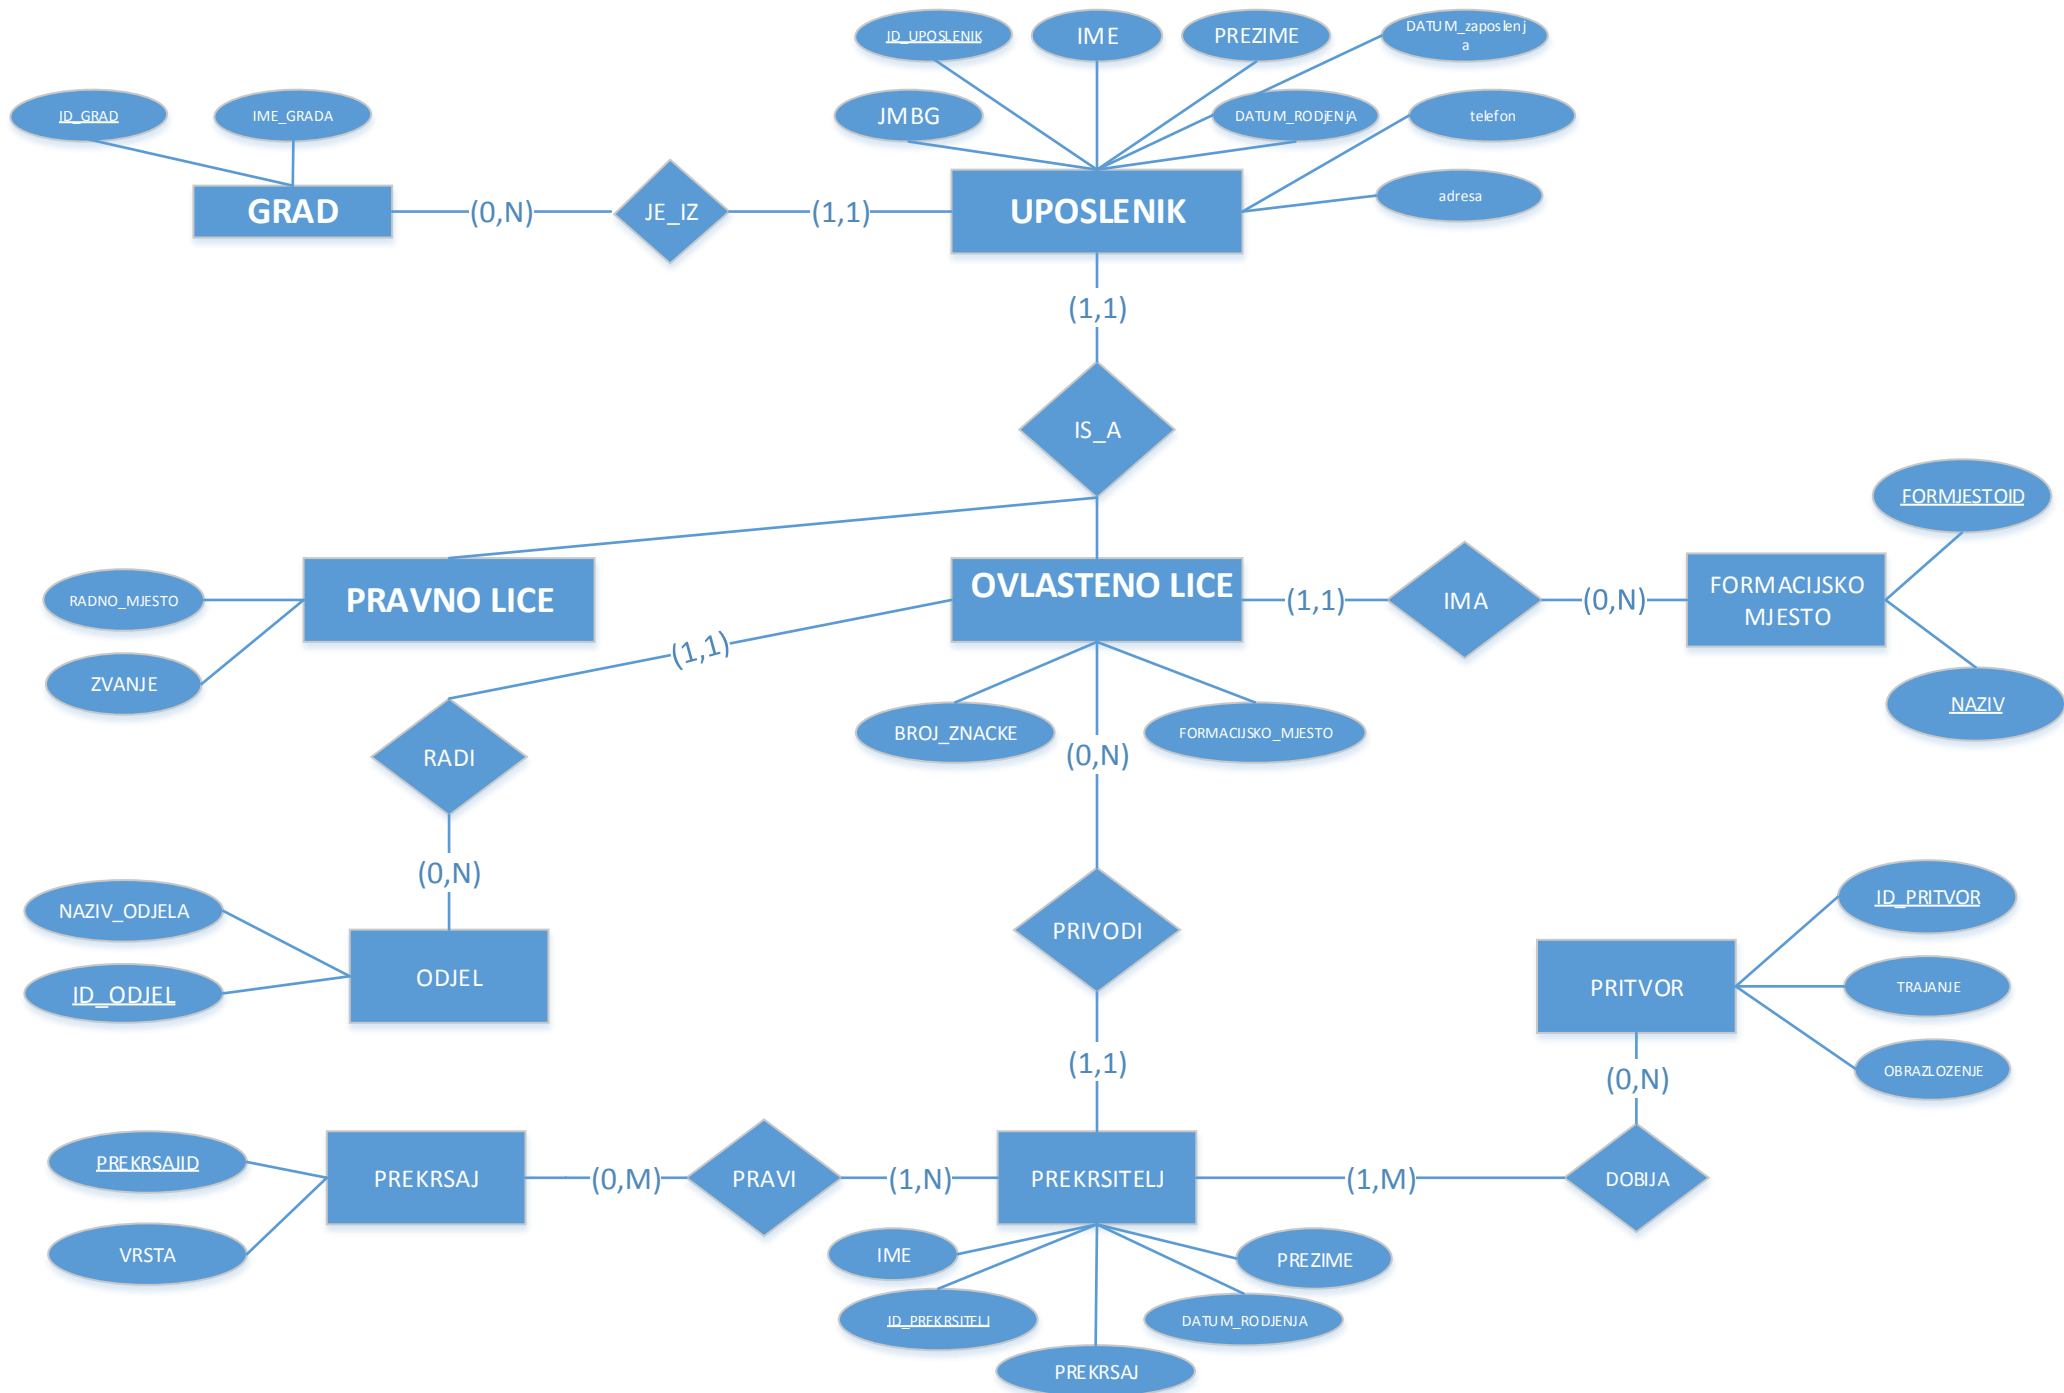 ID_UPOSLENIK
IME
PREZIME
DATUM_zaposlenj
a
ID_GRAD
IME_GRADA
JMBG
DATUM_RODJENjA
telefon
adresa
GRAD
(0,N)
JE_IZ
(1,1)
UPOSLENIK
(1,1)
IS_A
FORMJESTOID
RADNO_MJESTO
PRAVNO LICE
OVLASTENO LICE
(1,1)
IMA
(0,N)
FORMACIJSKO
MJESTO
(1,1)
ZVANJE
NAZIV
BROJ_ZNACKE
FORMACIJSKO_MJESTO
RADI
(0,N)
(0,N)
NAZIV_ODJELA
ID_PRITVOR
PRIVODI
ODJEL
ID_ODJEL
PRITVOR
TRAJANJE
(1,1)
(0,N)
OBRAZLOZENJE
PREKRSAJID
PREKRSAJ
(0,M)
PRAVI
(1,N)
PREKRSITELJ
(1,M)
DOBIJA
VRSTA
IME
PREZIME
ID_PREKRSITELJ
DATUM_RODJENJA
PREKRSAJ